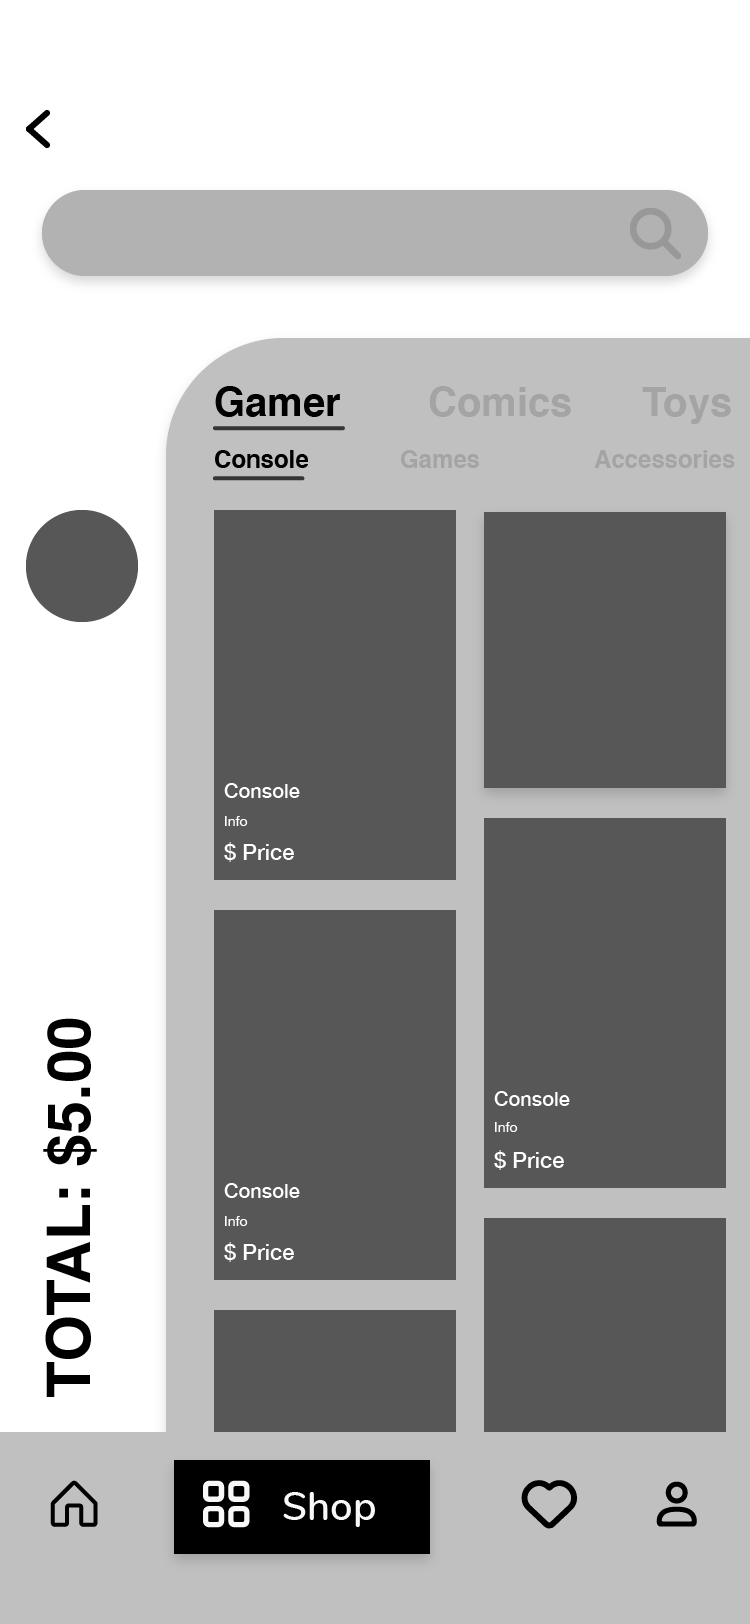 Gamer Comics Toys
Console Games Accessories
Console
Info
$ Price
Console
Info
$ Price
Console
Info
$ Price
TOTAL: $5.00
Shop